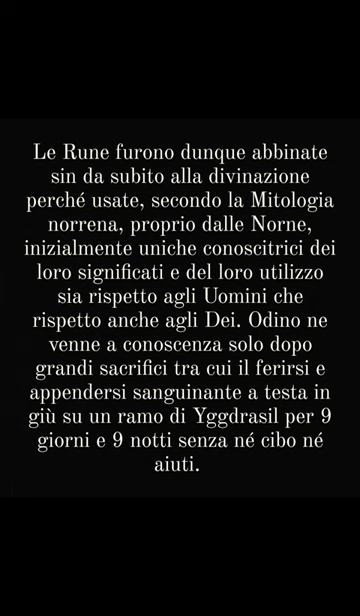 Le Rune furono dunque abbinate
sin da subito alla divinazione
perché usate, secondo la Mitologia
norrena, proprio dalle Norne,
inizialmente uniche conoscitrici dei
loro significati e del loro utilizzo
sia rispetto agli Uomini che
rispetto anche agli Dei. Odino ne
venne a conoscenza solo dopo
grandi sacrifici tra cui il ferirsi e
appendersi sanguinante a testa in
giù su un ramo di Yggdrasil per 9
giorni e 9 notti senza né cibo né
aiuti.